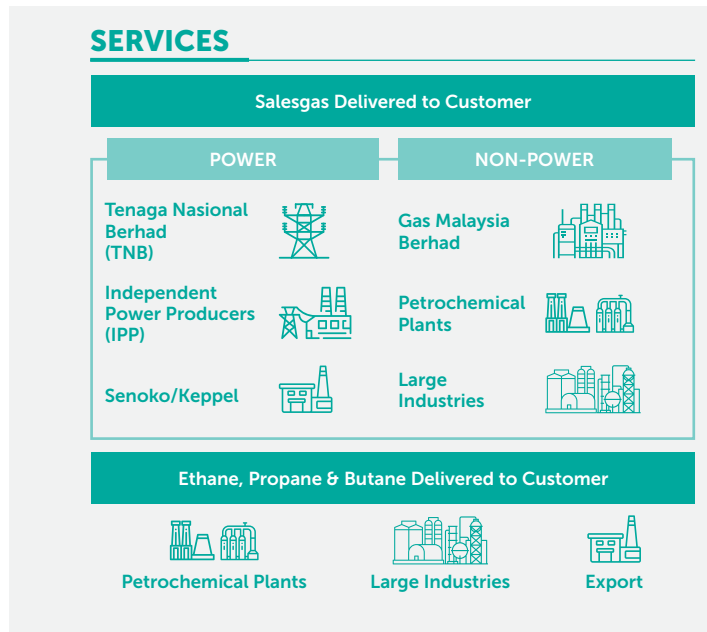 SERVICES
Salesgas Delivered to Customer
POWER
Tenaga Nasional
Berhad
(TNB)
Independent
Power Producers
(IPP)
Senoko/Keppel
NON-POWER
Gas Malaysia
Berhad
Petrochemical
Plants
Large
Industries
Ethane, Propane & Butane Delivered to Customer
Petrochemical Plants
Large Industries
Export